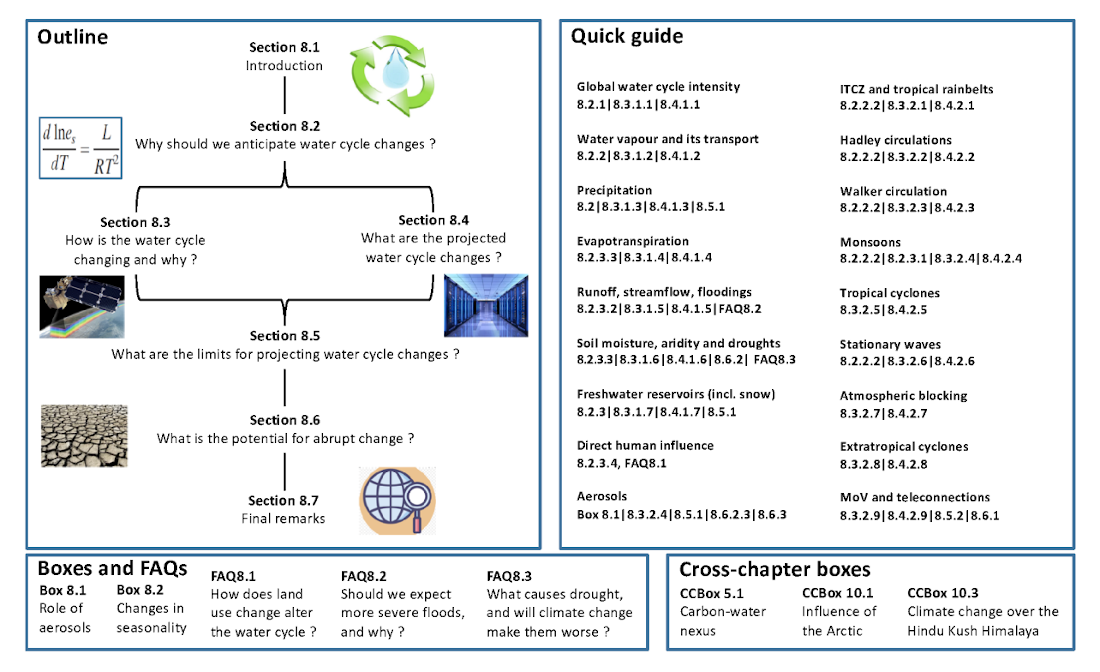 Outline
Section 8.1
Introduction
d ln e_s / dT = L / RT²
Section 8.2
Why should we anticipate water cycle changes ?
Section 8.3
How is the water cycle
changing and why ?
Section 8.4
What are the projected
water cycle changes ?
Section 8.5
What are the limits for projecting water cycle changes ?
Section 8.6
What is the potential for abrupt change ?
Section 8.7
Final remarks
Quick guide
Global water cycle intensity
8.2.1|8.3.1.1|8.4.1.1
Water vapour and its transport
8.2.2|8.3.1.2|8.4.1.2
Precipitation
8.2|8.3.1.3|8.4.1.3|8.5.1
Evapotranspiration
8.2.3.3|8.3.1.4|8.4.1.4
Runoff, streamflow, floodings
8.2.3.2|8.3.1.5|8.4.1.5|FAQ8.2
Soil moisture, aridity and droughts
8.2.3.3|8.3.1.6|8.4.1.6|8.6.2| FAQ8.3
Freshwater reservoirs (incl. snow)
8.2.3|8.3.1.7|8.4.1.7|8.5.1
Direct human influence
8.2.3.4, FAQ8.1
Aerosols
Box 8.1|8.3.2.4|8.5.1|8.6.2.3|8.6.3
ITCZ and tropical rainbelts
8.2.2.2|8.3.2.1|8.4.2.1
Hadley circulations
8.2.2.2|8.3.2.2|8.4.2.2
Walker circulation
8.2.2.2|8.3.2.3|8.4.2.3
Monsoons
8.2.2.2|8.2.3.1|8.3.2.4|8.4.2.4
Tropical cyclones
8.3.2.5|8.4.2.5
Stationary waves
8.2.2.2|8.3.2.6|8.4.2.6
Atmospheric blocking
8.3.2.7|8.4.2.7
Extratropical cyclones
8.3.2.8|8.4.2.8
MoV and teleconnections
8.3.2.9|8.4.2.9|8.5.2|8.6.1
Boxes and FAQs
Box 8.1
Role of
aerosols
Box 8.2
Changes in
seasonality
FAQ8.1
How does land
use change alter
the water cycle ?
FAQ8.2
Should we expect
more severe floods,
and why ?
FAQ8.3
What causes drought,
and will climate change
make them worse ?
Cross-chapter boxes
CCBox 5.1
Carbon-water
nexus
CCBox 10.1
Influence of
the Arctic
CCBox 10.3
Climate change over the
Hindu Kush Himalaya